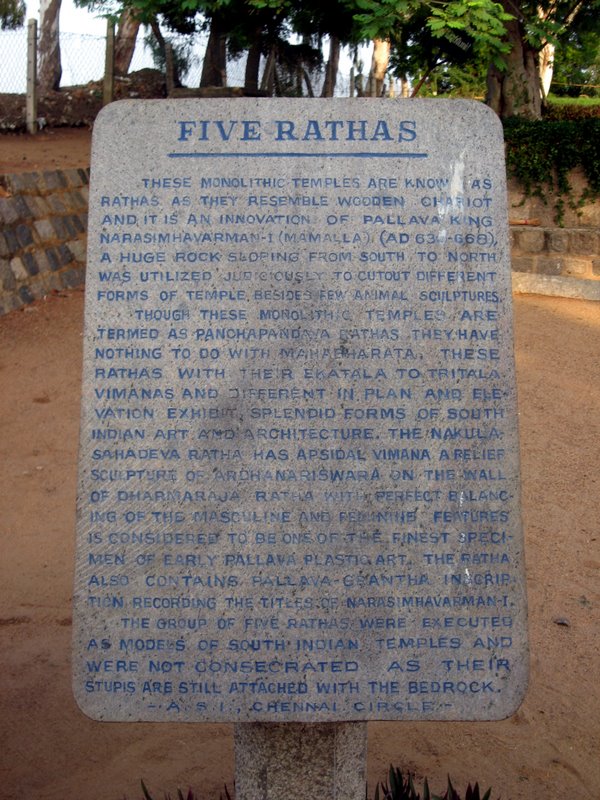 FIVE RATHAS
THESE MONOLITHIC TEMPLES ARE KNOWN AS
RATHAS AS THEY RESEMBLE WOODEN CHARIOT
AND IT IS AN INNOVATION OF PALLAVA KING
NARASIMHAVARMAN-I (MAMALLA) (AD 630-668),
A HUGE ROCK SLOPING FROM SOUTH TO NORTH
WAS UTILIZED JUDICIOUSLY TO CUTOUT DIFFERENT
FORMS OF TEMPLE, BESIDES FEW ANIMAL SCULPTURES.
THOUGH THESE MONOLITHIC TEMPLES ARE
TERMED AS PANCHAPANDAVA RATHAS THEY HAVE
NOTHING TO DO WITH MAHABHARATA. THESE
RATHAS WITH THEIR EKATALA TO TRITALA
VIMANAS AND DIFFERENT IN PLAN AND ELE-
VATION EXHIBIT, SPLENDID FORMS OF SOUTH
INDIAN ART AND ARCHITECTURE. THE NAKULA-
SAHADEVA RATHA HAS APSIDAL VIMANA. A RELIEF
SCULPTURE OF ARDHANARISWARA ON THE WALL
OF DHARMARAJA RATHA WITH PERFECT BALANC-
ING OF THE MASCULINE AND FEMININE FEATURES
IS CONSIDERED TO BE ONE OF THE FINEST SPECI-
MEN OF EARLY PALLAVA PLASTIC ART. THE RATHA
ALSO CONTAINS PALLAVA-GRANTHA INSCRIP-
TION RECORDING THE TITLES OF NARASIMHAVARMAN-I.
THE GROUP OF FIVE RATHAS WERE EXECUTED
AS MODELS OF SOUTH INDIAN TEMPLES AND
WERE NOT CONSECRATED AS THEIR
STUPIS ARE STILL ATTACHED WITH THE BEDROCK.
- A.S.I., CHENNAI CIRCLE -